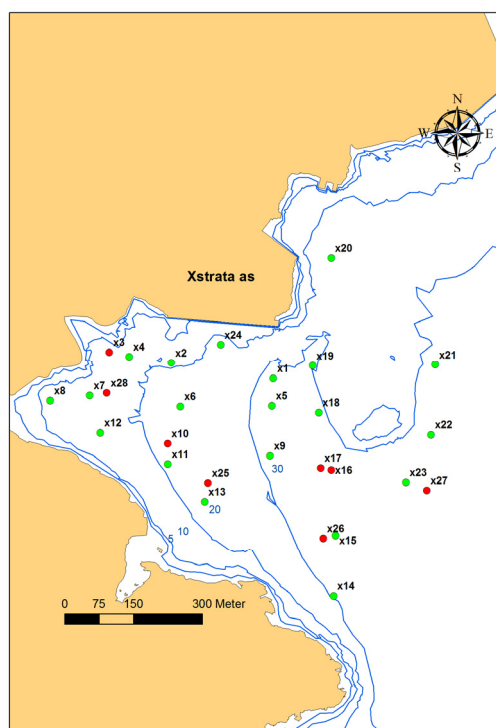 N
W E
S
x20
Xstrata as
x24
x3
x4
x2
x19
x21
x1
x8
x7
x28
x6
x5
x18
x12
x22
x10
x11
x9
30
x17
x16
x25
x13
20
x23
x27
10
5
x26
x15
x14
0 75 150 300 Meter